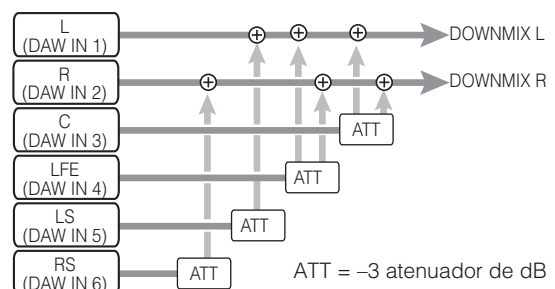 L
(DAW IN 1)
DOWNMIX L
R
(DAW IN 2)
DOWNMIX R
C
(DAW IN 3)
ATT
LFE
(DAW IN 4)
ATT
LS
(DAW IN 5)
ATT
RS
(DAW IN 6)
ATT
ATT = –3 atenuador de dB